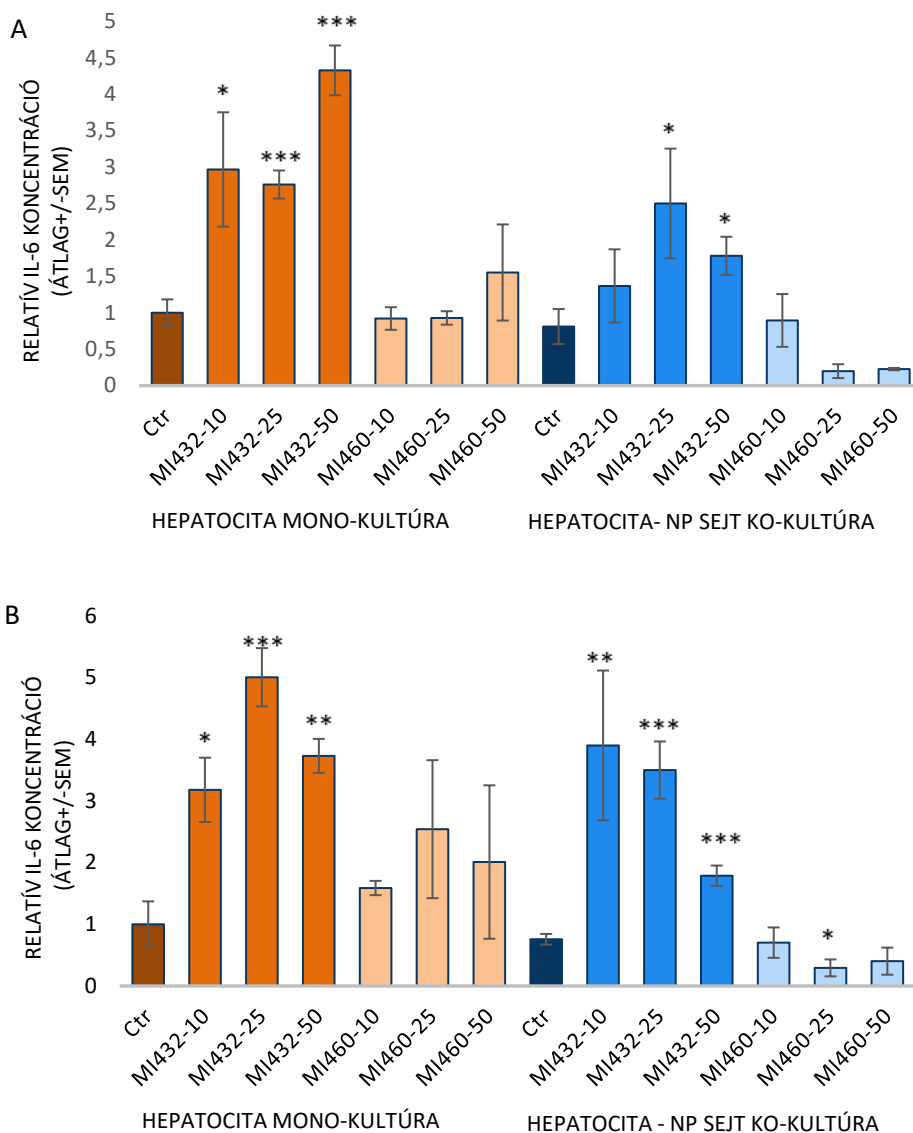 A
RELATÍV IL-6 KONCENTRÁCIÓ
(ÁTLAG+/-SEM)
5
4,5
4
3,5
3
2,5
2
1,5
1
0,5
0
*
***
***
*
*
Ctr
MI432-10
MI432-25
MI432-50
MI460-10
MI460-25
MI460-50
Ctr
MI432-10
MI432-25
MI432-50
MI460-10
MI460-25
MI460-50
HEPATOCITA MONO-KULTÚRA
HEPATOCITA- NP SEJT KO-KULTÚRA
B
RELATÍV IL-6 KONCENTRÁCIÓ
(ÁTLAG+/-SEM)
6
5
4
3
2
1
0
*
***
**
**
***
***
*
Ctr
MI432-10
MI432-25
MI432-50
MI460-10
MI460-25
MI460-50
Ctr
MI432-10
MI432-25
MI432-50
MI460-10
MI460-25
MI460-50
HEPATOCITA MONO-KULTÚRA
HEPATOCITA - NP SEJT KO-KULTÚRA